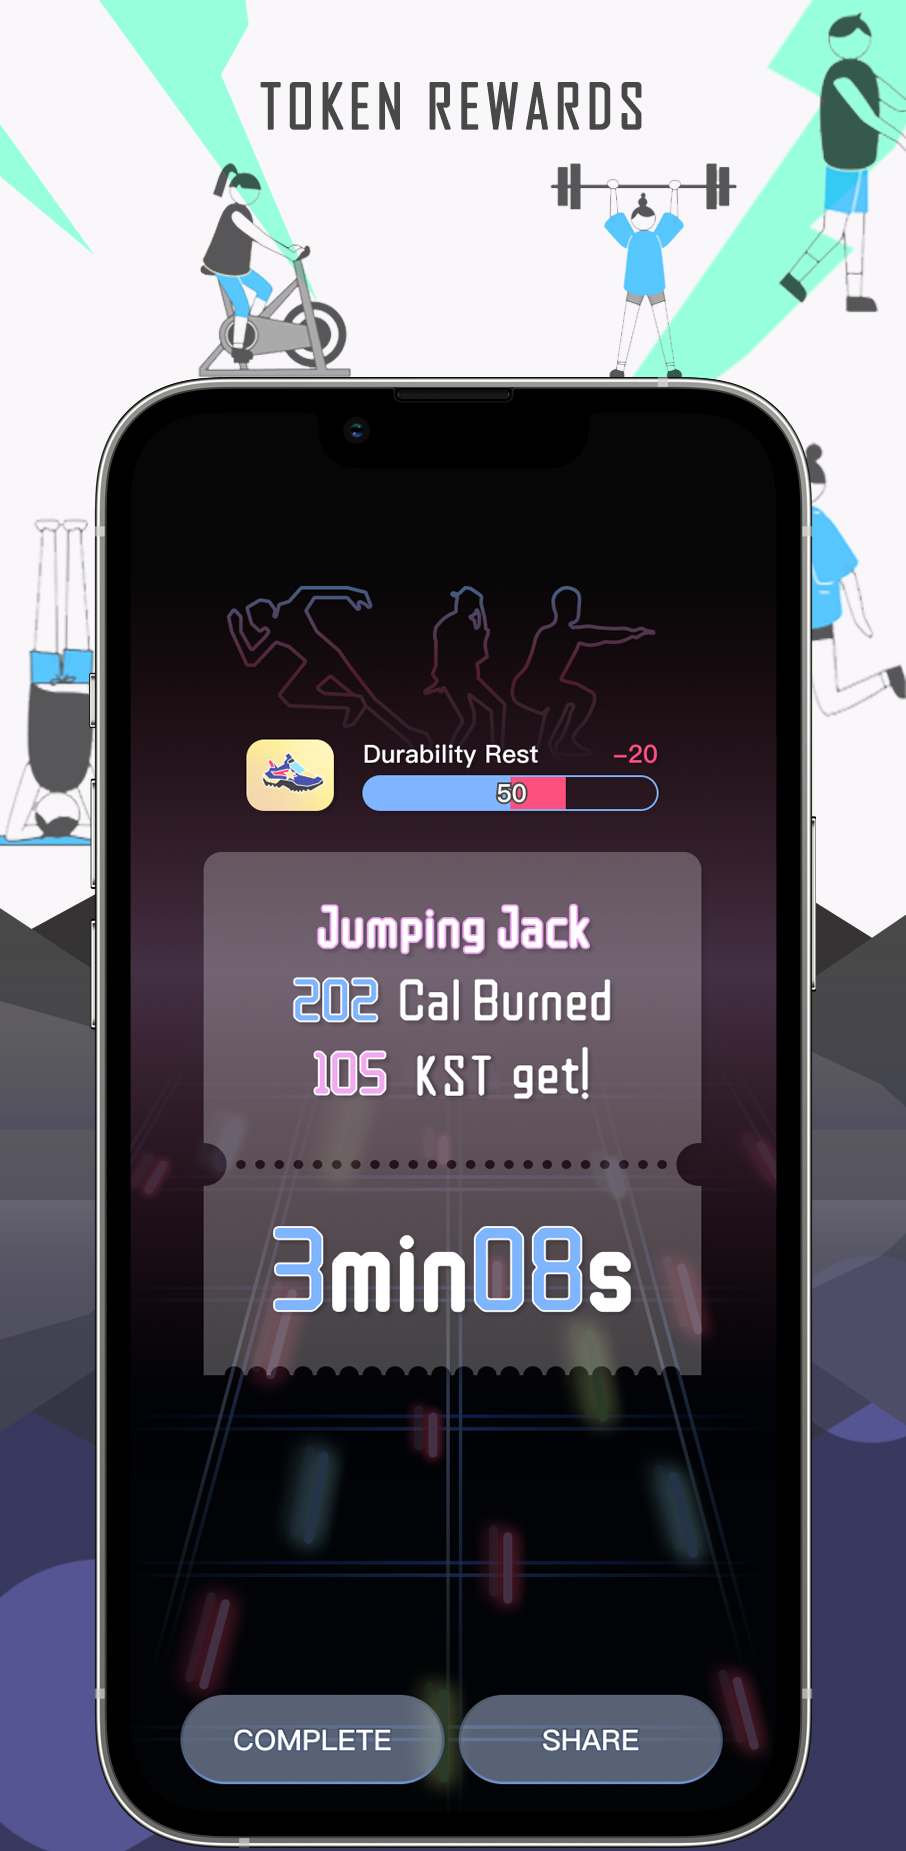 TOKEN REWARDS
Durability Rest -20
50
Jumping Jack
202 Cal Burned
105 KST get!
3min08s
COMPLETE SHARE